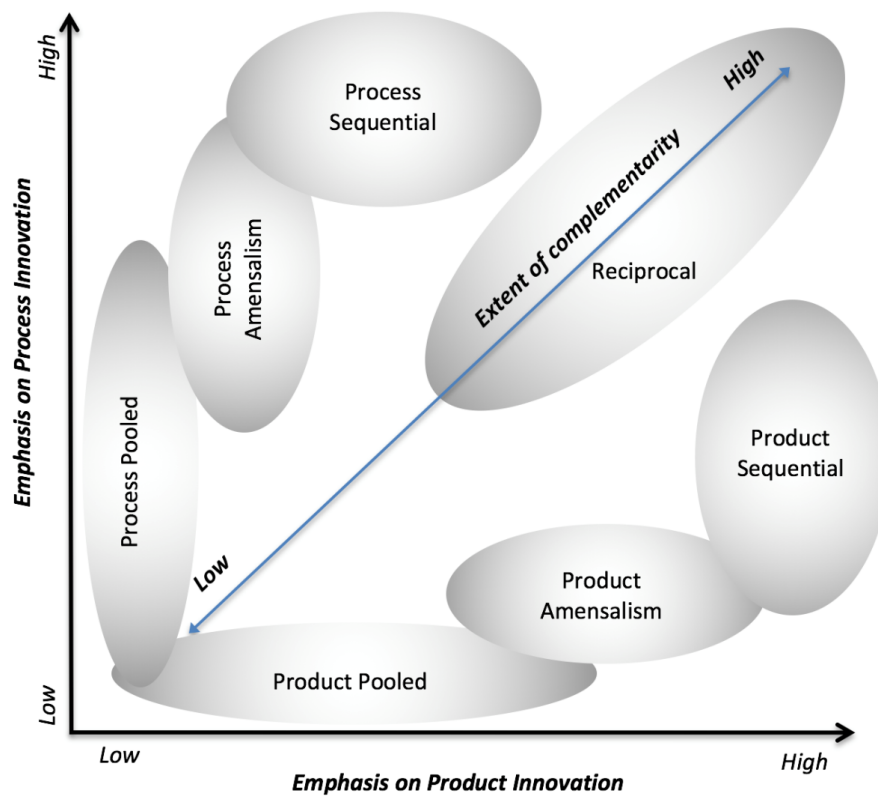 High
Process
Sequential
High
Extent of complementarity
Process
Amensalism
Reciprocal
Emphasis on Process Innovation
Process Pooled
Product
Sequential
Low
Product
Amensalism
Product Pooled
Low
Low
High
Emphasis on Product Innovation